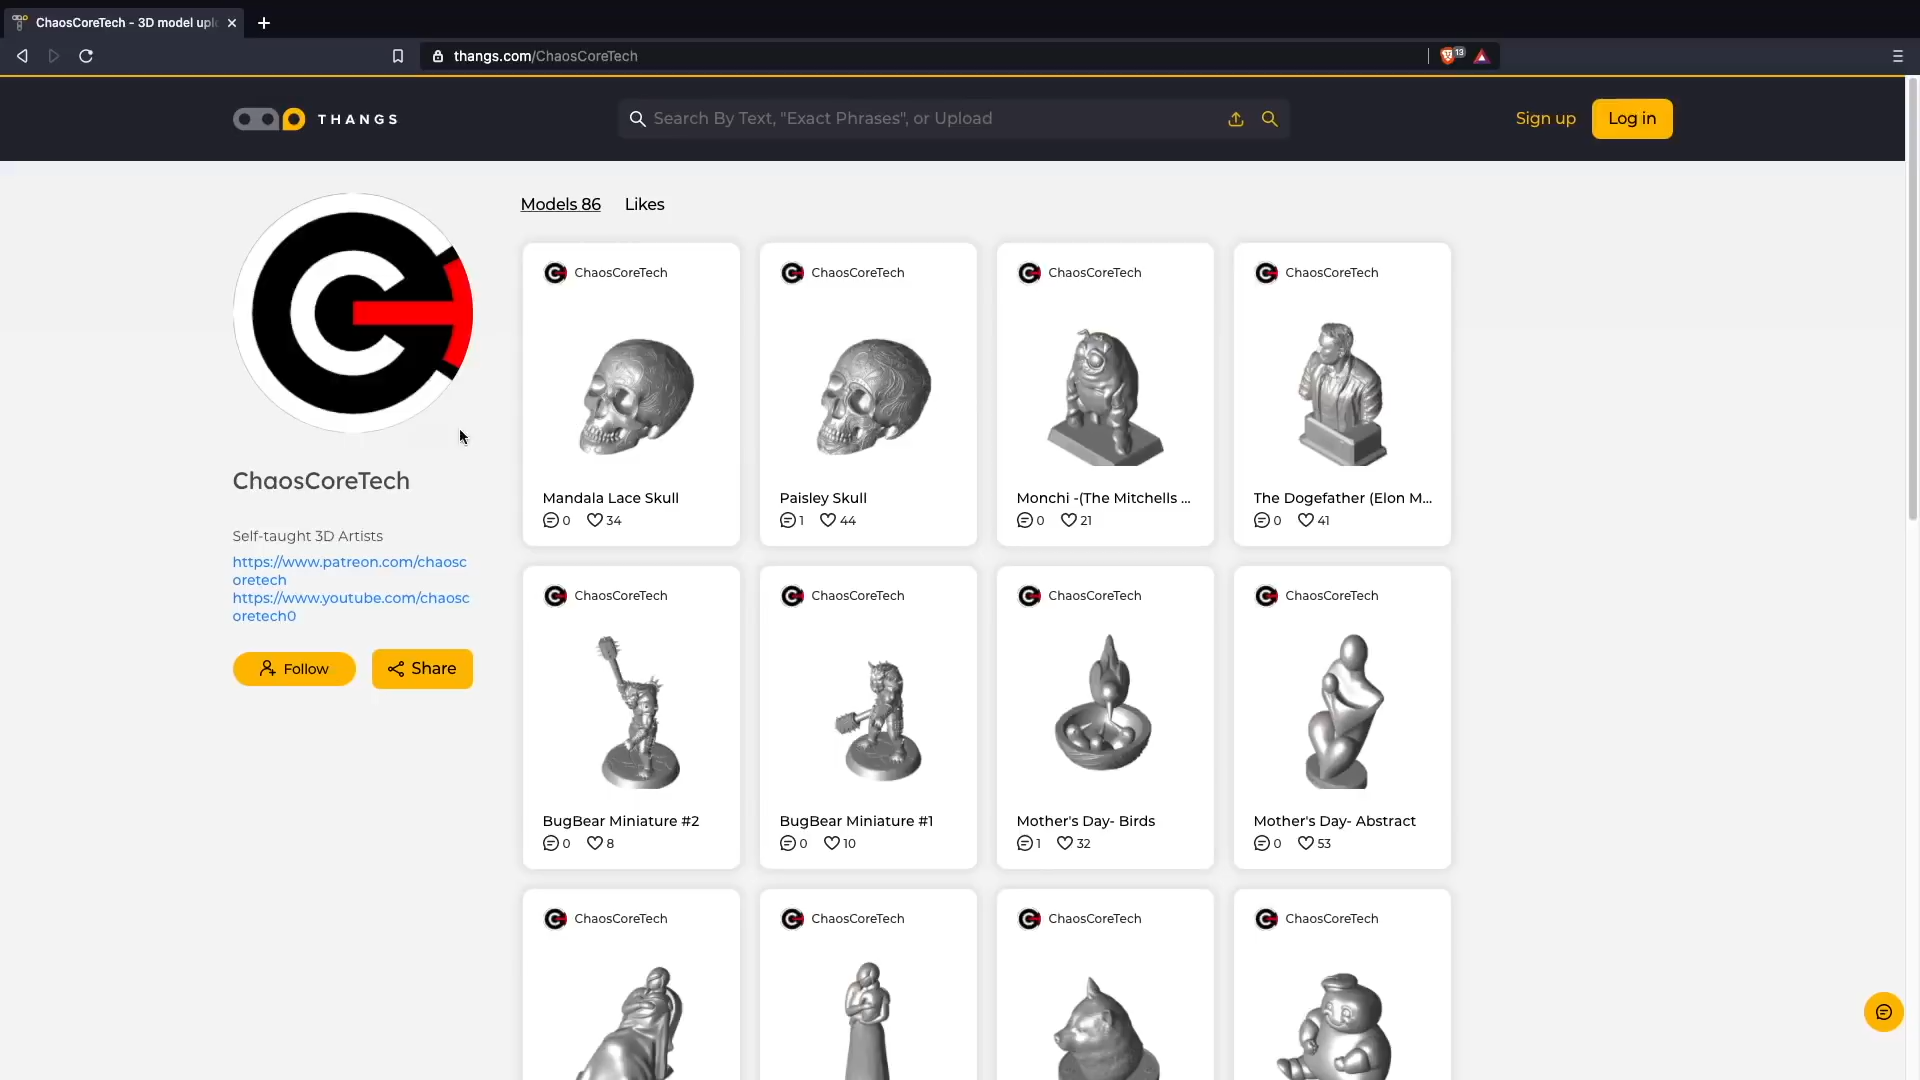 ChaosCoreTech - 3D model uplo
thangs.com/ChaosCoreTech
13
THANGS
Search By Text, "Exact Phrases", or Upload
Sign up
Log in
Models 86 Likes
ChaosCoreTech
Self-taught 3D Artists
https://www.patreon.com/chaosc
oretech
https://www.youtube.com/chaosc
oretech0
Follow
Share
ChaosCoreTech ChaosCoreTech ChaosCoreTech ChaosCoreTech
Mandala Lace Skull Paisley Skull Monchi -(The Mitchells ... The Dogefather (Elon M...
0 34 1 44 0 21 0 41
ChaosCoreTech ChaosCoreTech ChaosCoreTech ChaosCoreTech
BugBear Miniature #2 BugBear Miniature #1 Mother's Day- Birds Mother's Day- Abstract
0 8 0 10 1 32 0 53
ChaosCoreTech ChaosCoreTech ChaosCoreTech ChaosCoreTech